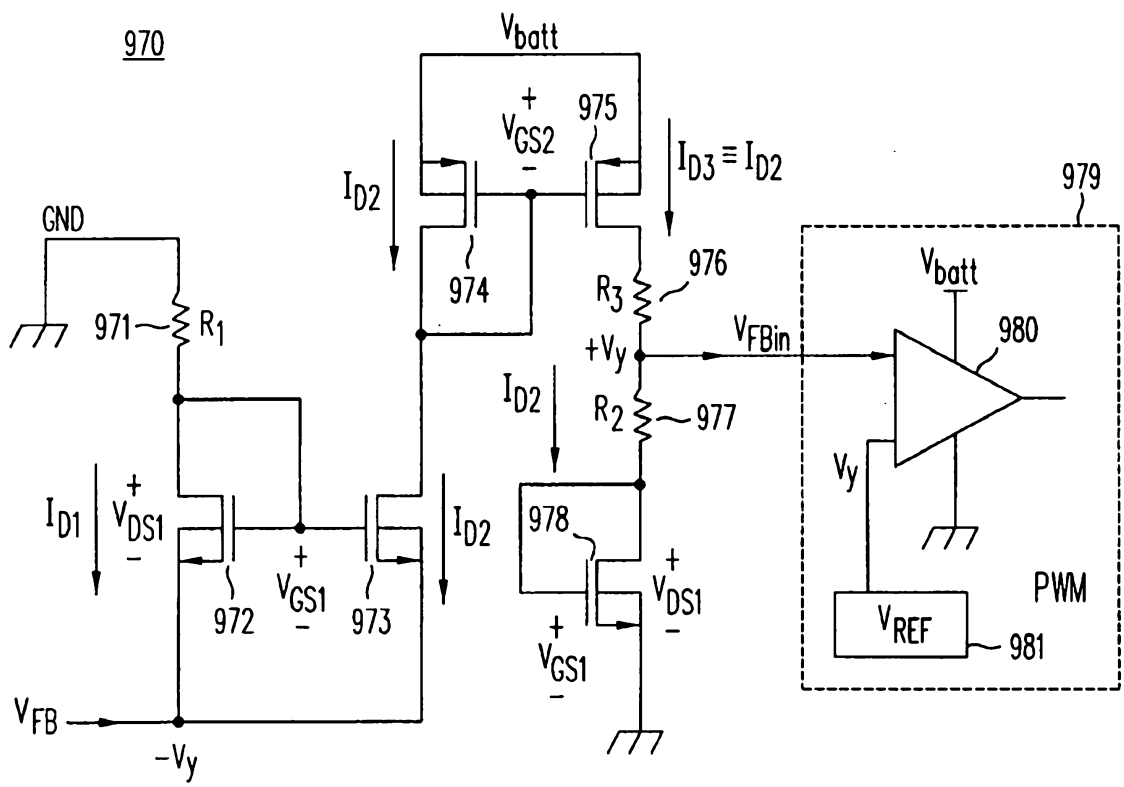 970
V_batt
+
V_GS2
−
975
I_D2
I_D3 ≡ I_D2
979
GND
974
976
R_3
V_batt
971
R_1
+V_y
V_FBin
980
I_D2
R_2
977
V_y
I_D1
+
V_DS1
−
I_D2
978
+
V_GS1
−
972
973
+
V_DS1
−
+
V_GS1
−
PWM
V_REF
981
V_FB
−V_y